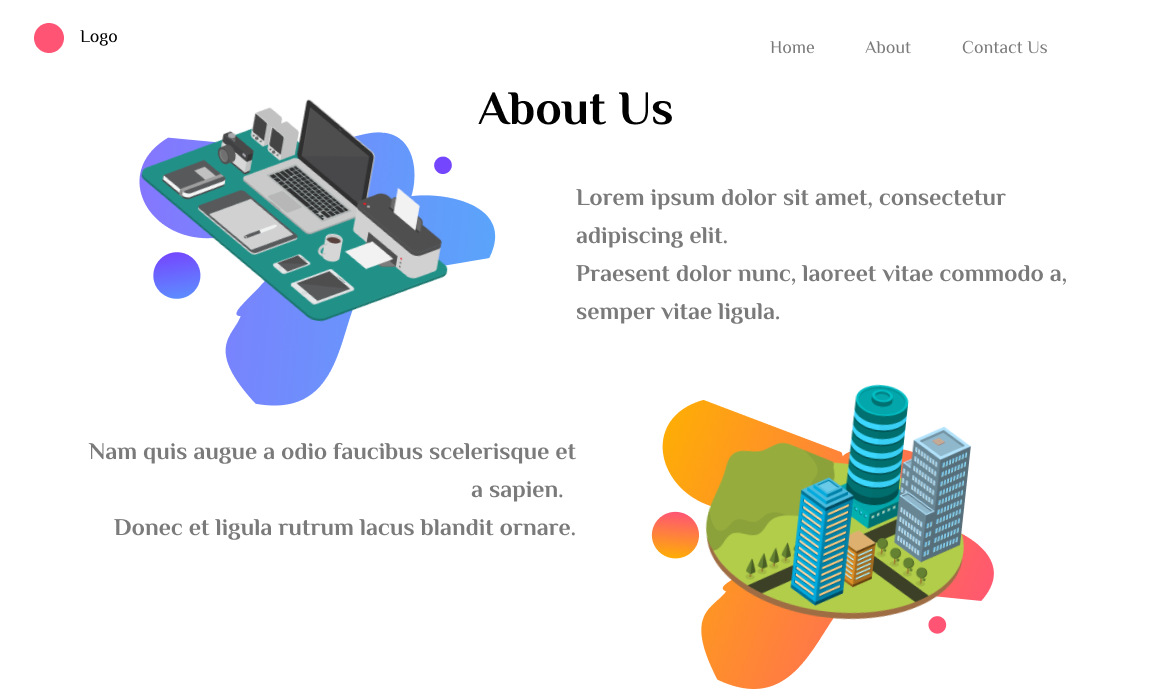 Logo
Home About Contact Us
About Us
Lorem ipsum dolor sit amet, consectetur
adipiscing elit.
Praesent dolor nunc, laoreet vitae commodo a,
semper vitae ligula.
Nam quis augue a odio faucibus scelerisque et
a sapien.
Donec et ligula rutrum lacus blandit ornare.